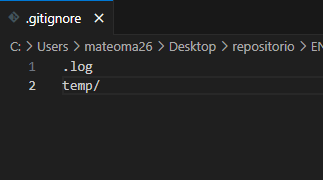 .gitignore
C: > Users > mateoma26 > Desktop > repositorio > EN
1 .log
2 temp/